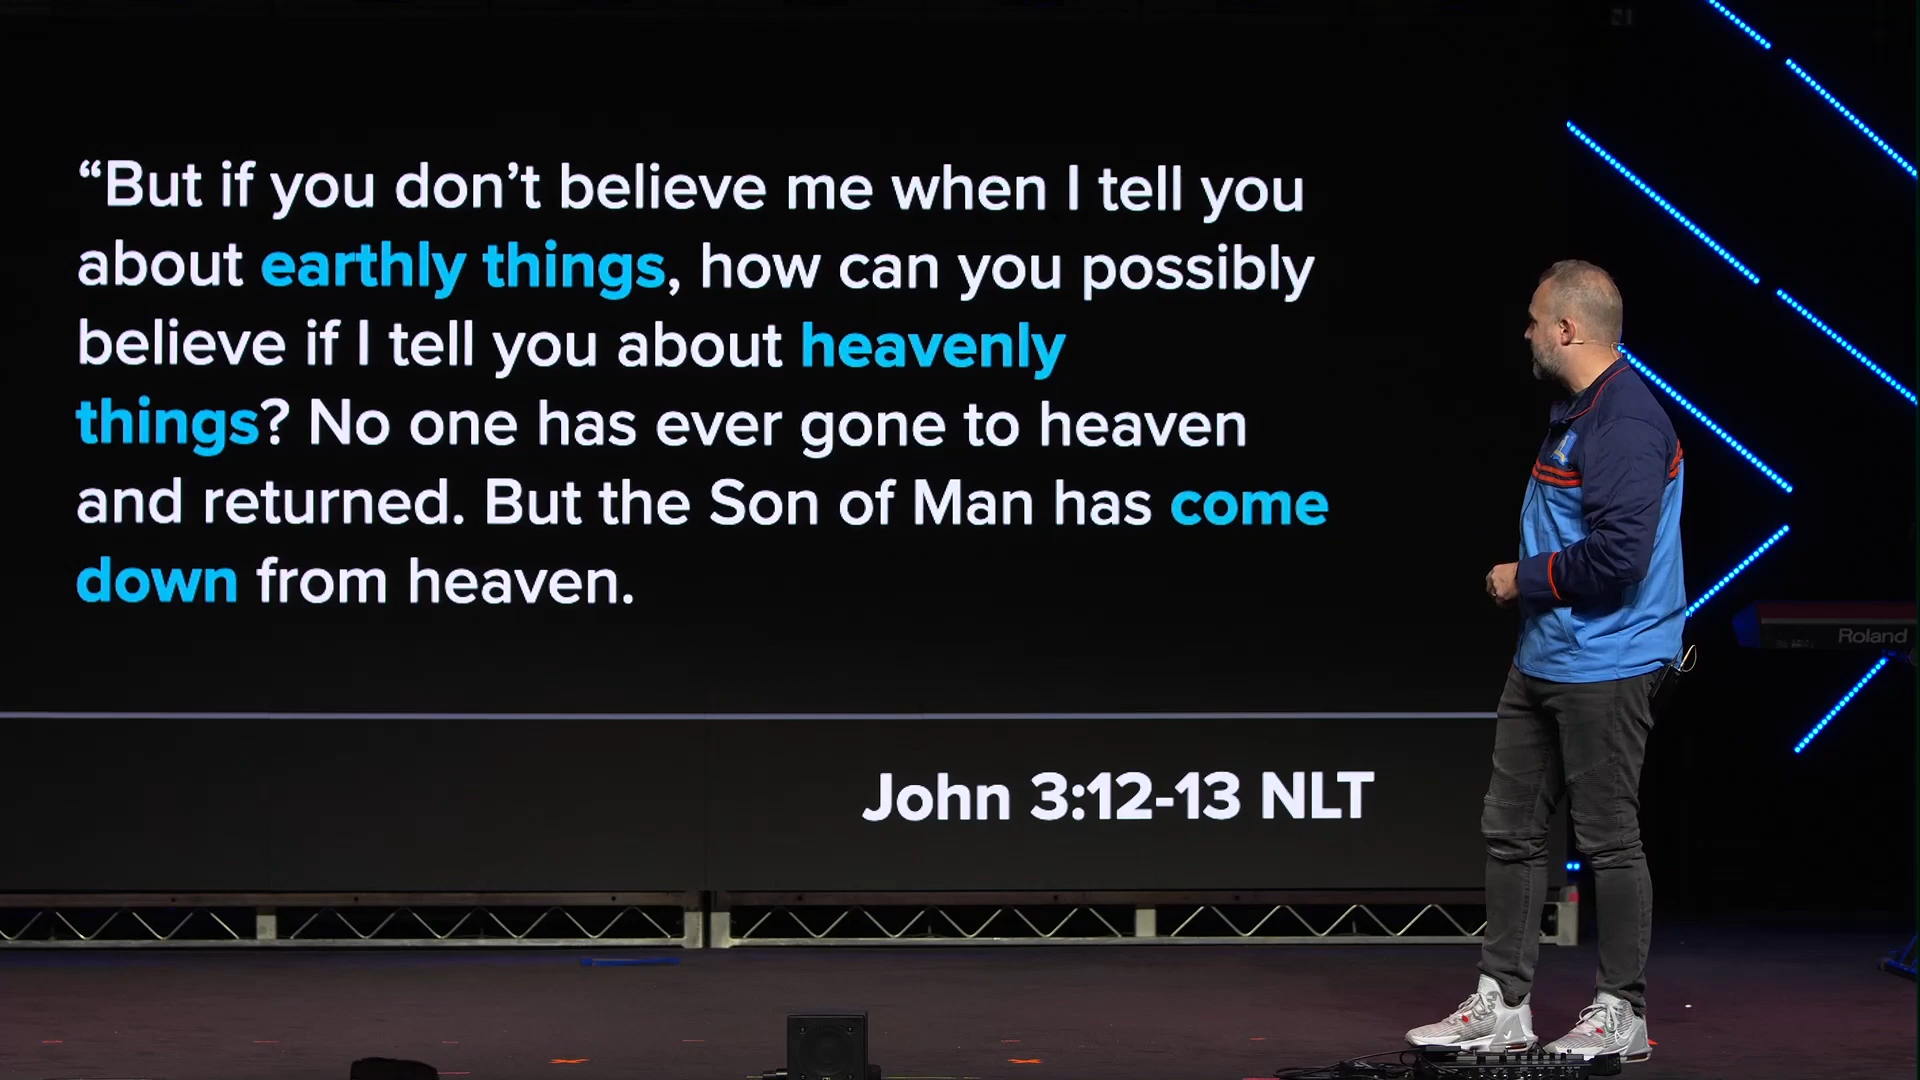 “But if you don’t believe me when I tell you
about earthly things, how can you possibly
believe if I tell you about heavenly
things? No one has ever gone to heaven
and returned. But the Son of Man has come
down from heaven.
John 3:12-13 NLT
Roland